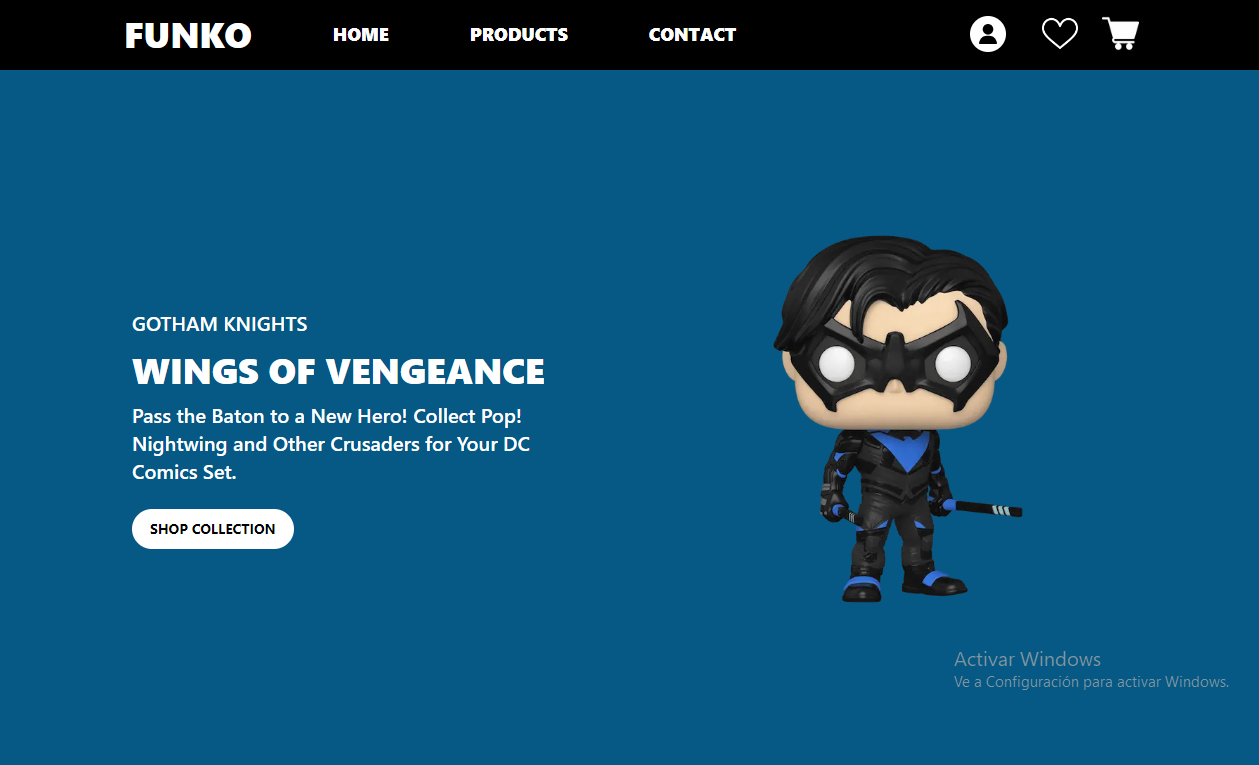 FUNKO HOME PRODUCTS CONTACT
GOTHAM KNIGHTS
WINGS OF VENGEANCE
Pass the Baton to a New Hero! Collect Pop!
Nightwing and Other Crusaders for Your DC
Comics Set.
SHOP COLLECTION
Activar Windows
Ve a Configuración para activar Windows.